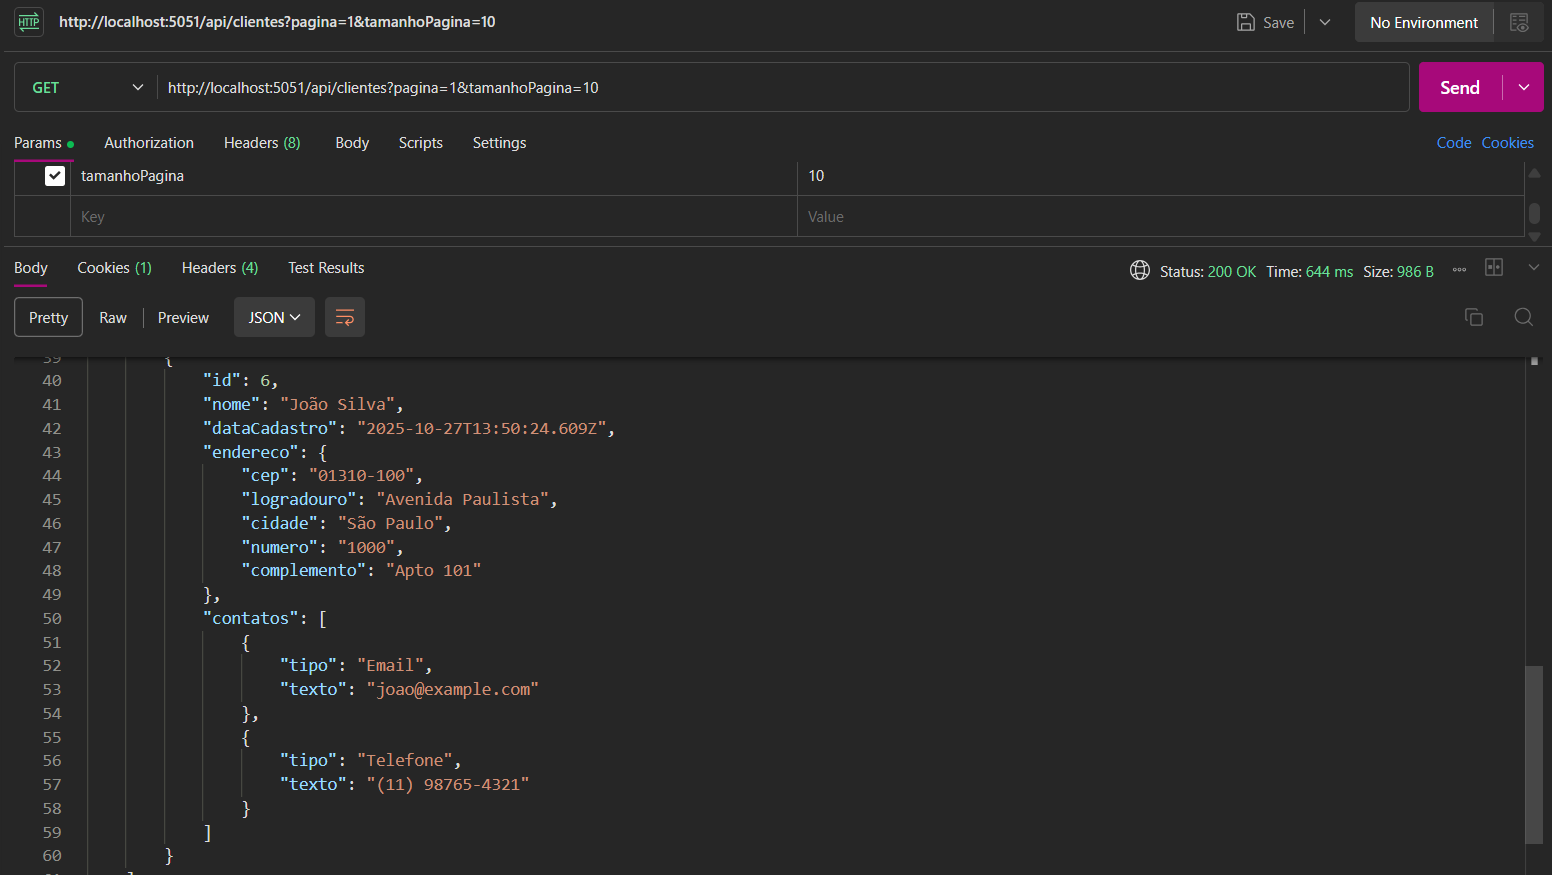 HTTP http://localhost:5051/api/clientes?pagina=1&tamanhoPagina=10 Save No Environment
GET http://localhost:5051/api/clientes?pagina=1&tamanhoPagina=10 Send
Params Authorization Headers (8) Body Scripts Settings Code Cookies
tamanhoPagina 10
Key Value
Body Cookies (1) Headers (4) Test Results Status: 200 OK Time: 644 ms Size: 986 B
Pretty Raw Preview JSON
39 {
40 "id": 6,
41 "nome": "João Silva",
42 "dataCadastro": "2025-10-27T13:50:24.609Z",
43 "endereco": {
44 "cep": "01310-100",
45 "logradouro": "Avenida Paulista",
46 "cidade": "São Paulo",
47 "numero": "1000",
48 "complemento": "Apto 101"
49 },
50 "contatos": [
51 {
52 "tipo": "Email",
53 "texto": "joao@example.com"
54 },
55 {
56 "tipo": "Telefone",
57 "texto": "(11) 98765-4321"
58 }
59 ]
60 }